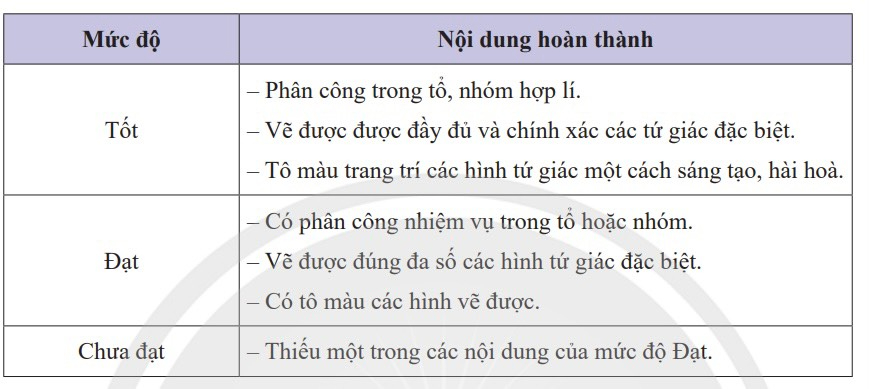 Mức độ
Nội dung hoàn thành
Tốt
– Phân công trong tổ, nhóm hợp lí.
– Vẽ được được đầy đủ và chính xác các tứ giác đặc biệt.
– Tô màu trang trí các hình tứ giác một cách sáng tạo, hài hoà.
Đạt
– Có phân công nhiệm vụ trong tổ hoặc nhóm.
– Vẽ được đúng đa số các hình tứ giác đặc biệt.
– Có tô màu các hình vẽ được.
Chưa đạt
– Thiếu một trong các nội dung của mức độ Đạt.